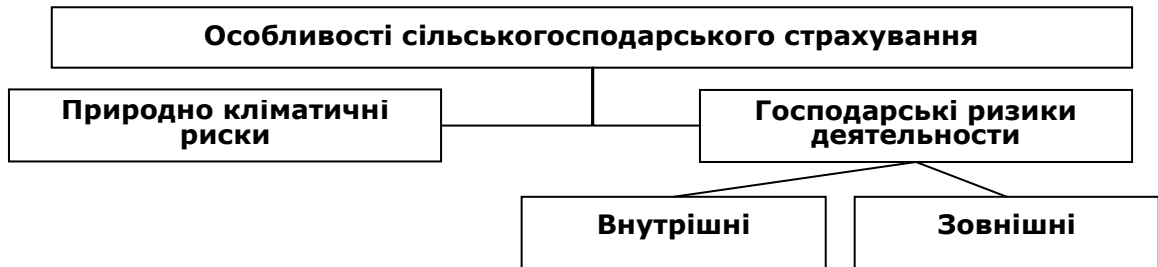 Особливості сільськогосподарського страхування
Природно кліматичні
риски
Господарські ризики
деятельности
Внутрішні
Зовнішні